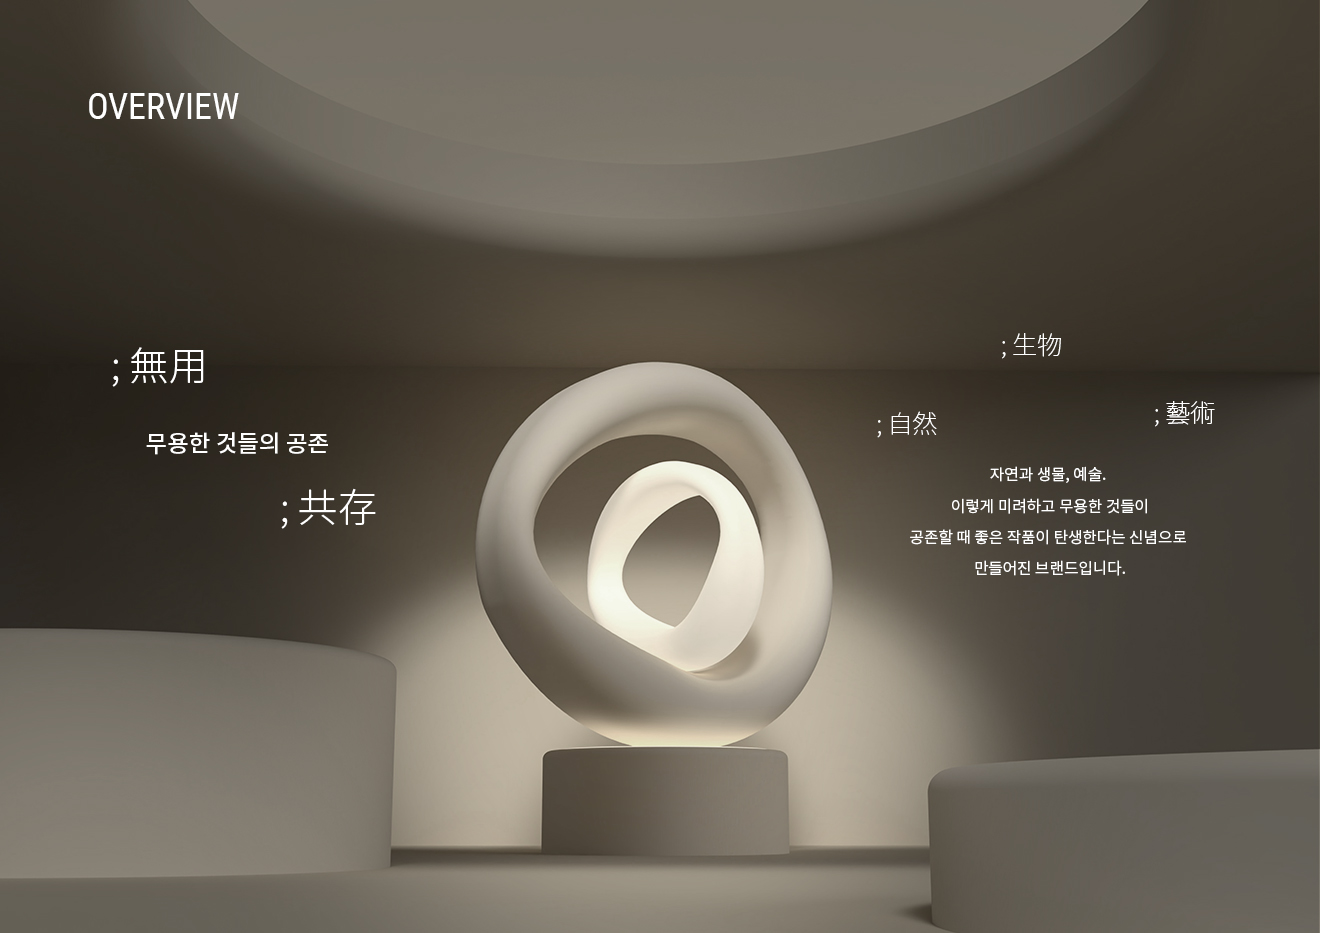 OVERVIEW
; 無用
무용한 것들의 공존
; 共存
; 生物
; 自然
; 藝術
자연과 생물, 예술.
이렇게 미려하고 무용한 것들이
공존할 때 좋은 작품이 탄생한다는 신념으로
만들어진 브랜드입니다.